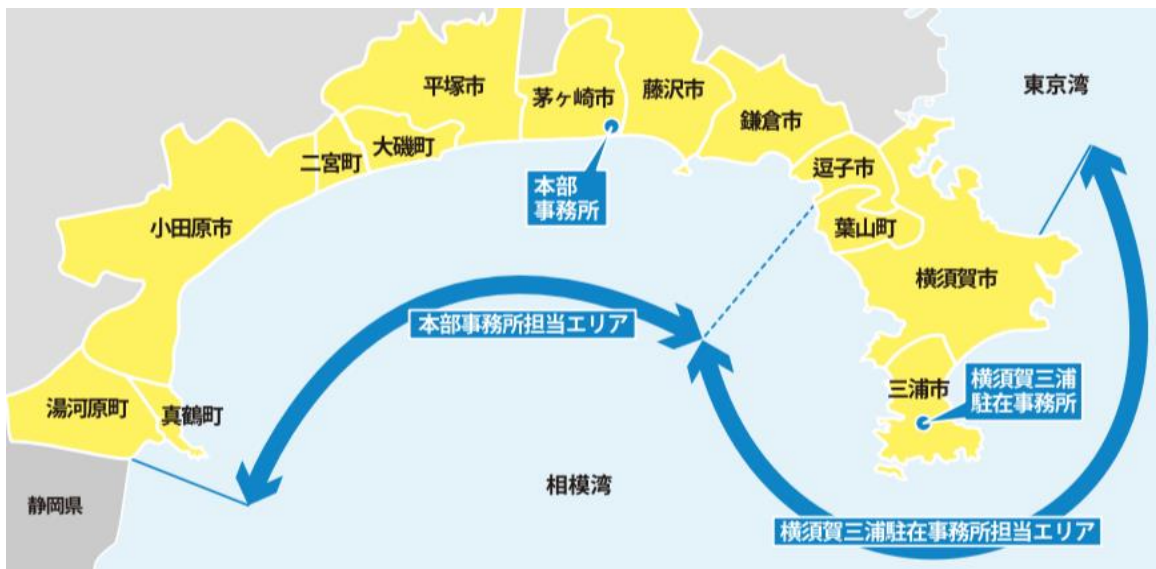 平塚市
茅ヶ崎市
藤沢市
鎌倉市
東京湾
二宮町
大磯町
逗子市
本部
事務所
小田原市
葉山町
横須賀市
本部事務所担当エリア
湯河原町
真鶴町
三浦市
横須賀三浦
駐在事務所
静岡県
相模湾
横須賀三浦駐在事務所担当エリア